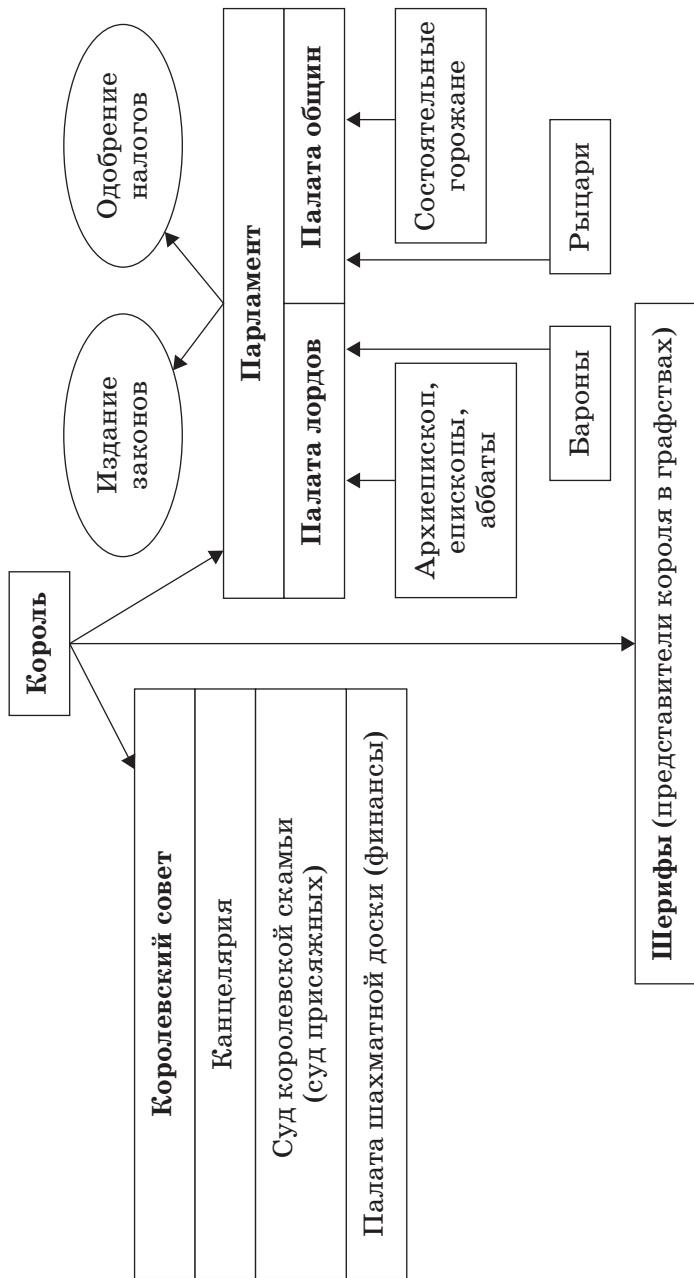 Король
Королевский совет
Канцелярия
Суд королевской скамьи
(суд присяжных)
Палата шахматной доски (финансы)
Издание
законов
Одобрение
налогов
Парламент
Палата лордов
Палата общин
Архиепископ,
епископы,
аббаты
Состоятельные
горожане
Бароны
Рыцари
Шерифы (представители короля в графствах)